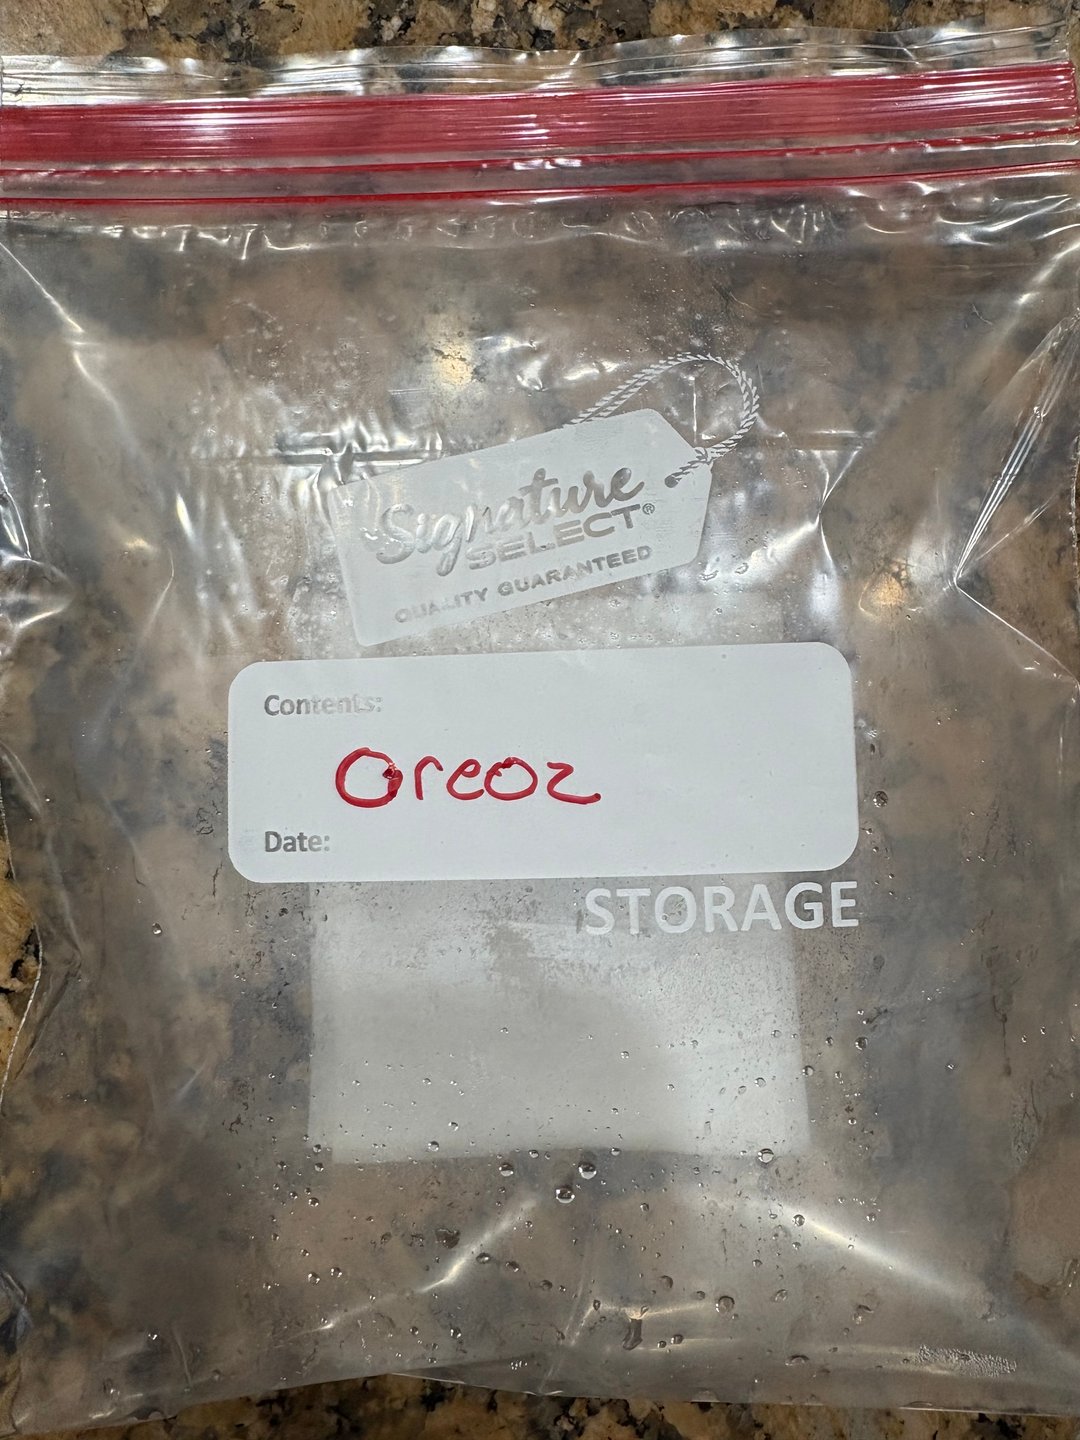 Signature
SELECT®
QUALITY GUARANTEED
Contents:
Oreoz
Date:
STORAGE